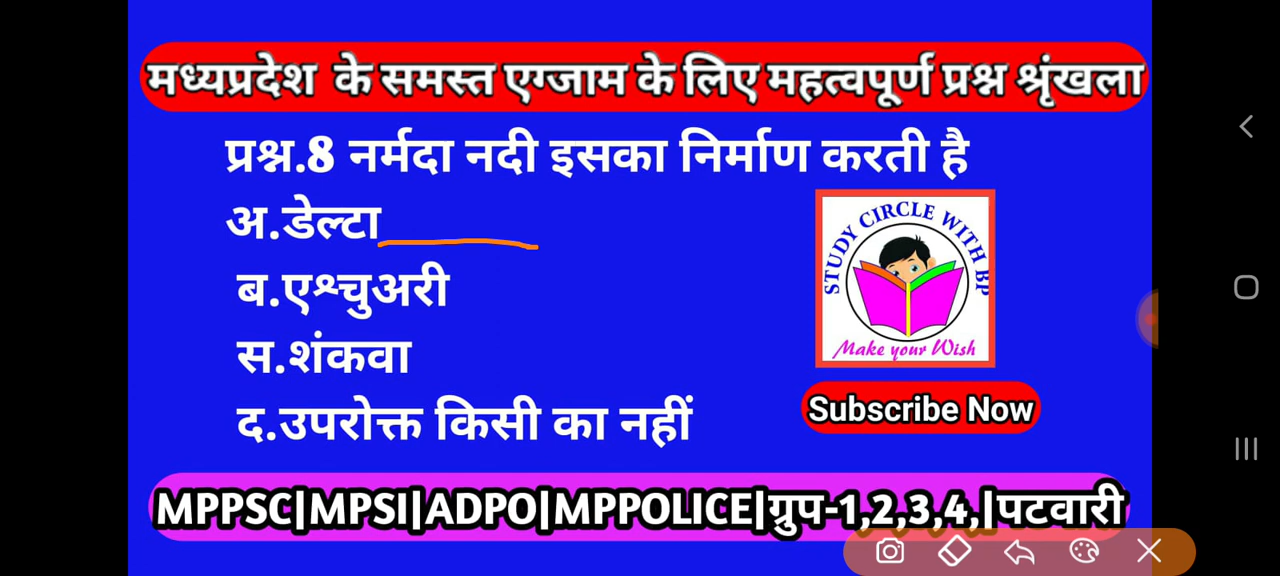 मध्यप्रदेश के समस्त एग्जाम के लिए महत्वपूर्ण प्रश्न श्रृंखला
प्रश्न.8 नर्मदा नदी इसका निर्माण करती है
अ.डेल्टा
ब.एश्चुअरी
स.शंकवा
द.उपरोक्त किसी का नहीं
STUDY CIRCLE WITH BP
Make your Wish
Subscribe Now
MPPSC|MPSI|ADPO|MPPOLICE|ग्रुप-1,2,3,4,|पटवारी